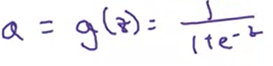 a = g(z) = 1/(1+e^-z)